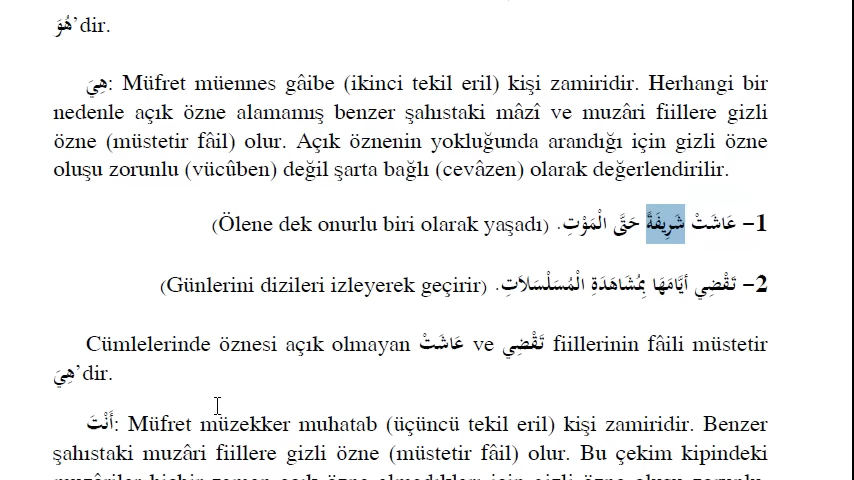 هُوَ’dir.
هِيَ: Müfret müennes gâibe (ikinci tekil eril) kişi zamiridir. Herhangi bir
nedenle açık özne alamamış benzer şahıstaki mâzî ve muzâri fiillere gizli
özne (müstetir fâil) olur. Açık öznenin yokluğunda arandığı için gizli özne
oluşu zorunlu (vücûben) değil şarta bağlı (cevâzen) olarak değerlendirilir.
1– عَاشَتْ شَرِيفَةً حَتَّى الْمَوْتِ. (Ölene dek onurlu biri olarak yaşadı)
2– تَقْضِي أَيَّامَهَا بِمُشَاهَدَةِ الْمُسَلْسَلاَتِ. (Günlerini dizileri izleyerek geçirir)
Cümlelerinde öznesi açık olmayan عَاشَتْ ve تَقْضِي fiillerinin fâili müstetir
هِيَ’dir.
أَنْتَ: Müfret müzekker muhatab (üçüncü tekil eril) kişi zamiridir. Benzer
şahıstaki muzâri fiillere gizli özne (müstetir fâil) olur. Bu çekim kipindeki